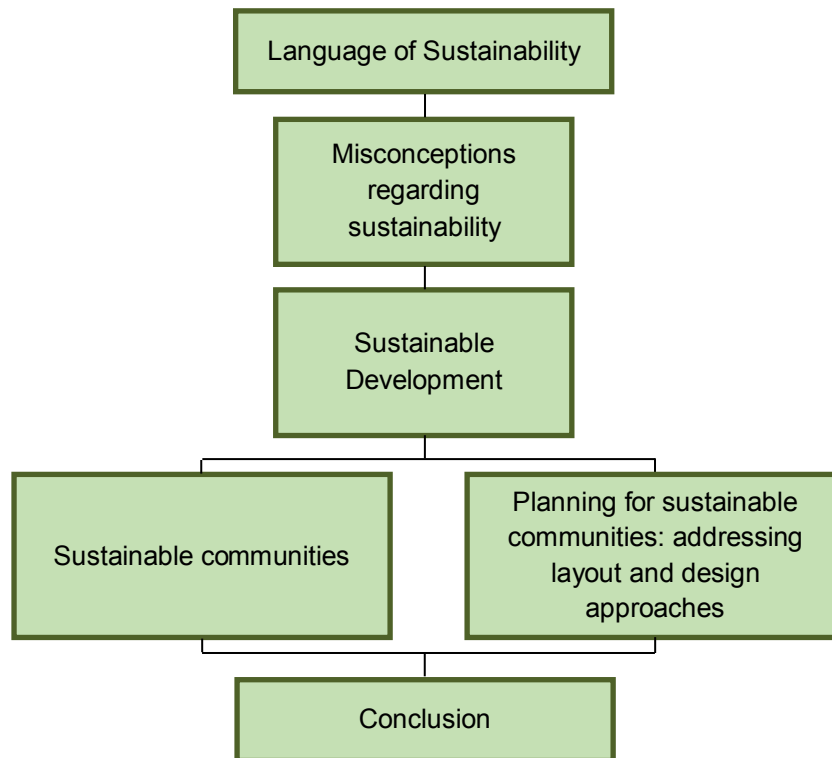 Language of Sustainability
Misconceptions
regarding
sustainability
Sustainable
Development
Sustainable communities
Planning for sustainable
communities: addressing
layout and design
approaches
Conclusion